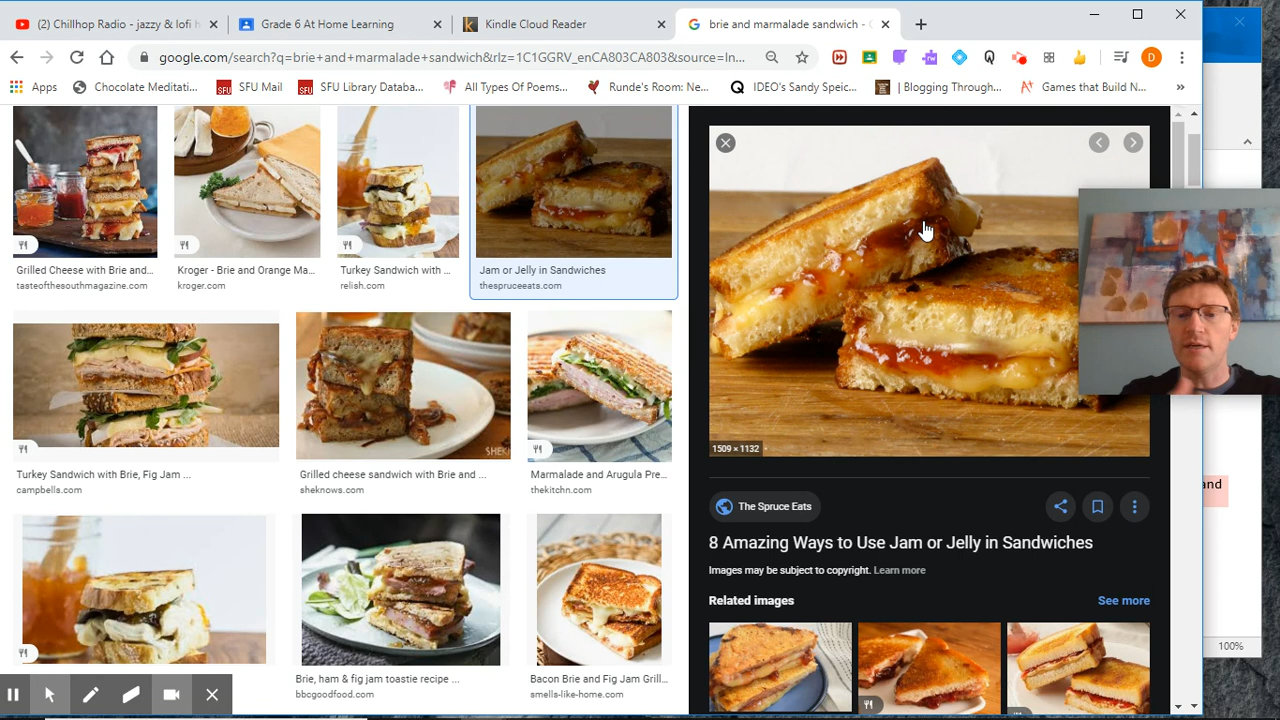 (2) Chillhop Radio - jazzy & lofi h
Grade 6 At Home Learning
Kindle Cloud Reader
brie and marmalade sandwich - G
google.com/search?q=brie+and+marmalade+sandwich&rlz=1C1GGRV_enCA803CA803&source=ln...
D
Apps
Chocolate Meditati...
SFU
SFU Mail
SFU
SFU Library Databa...
All Types Of Poems...
Runde's Room: Ne...
IDEO's Sandy Speic...
| Blogging Through...
Games that Build N...
»
Grilled Cheese with Brie and...
tasteofthesouthmagazine.com
Kroger - Brie and Orange Ma...
kroger.com
Turkey Sandwich with ...
relish.com
Jam or Jelly in Sandwiches
thespruceeats.com
Turkey Sandwich with Brie, Fig Jam ...
campbells.com
SHEK
Grilled cheese sandwich with Brie and ...
sheknows.com
Marmalade and Arugula Pre...
thekitchn.com
Brie, ham & fig jam toastie recipe ...
bbcgoodfood.com
Bacon Brie and Fig Jam Grill...
smells-like-home.com
1509 × 1132
The Spruce Eats
8 Amazing Ways to Use Jam or Jelly in Sandwiches
Images may be subject to copyright. Learn more
Related images
See more
and
100%